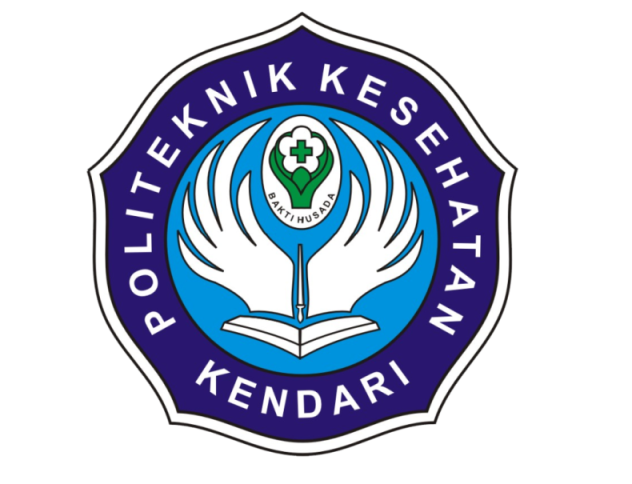 POLITEKNIK KESEHATAN
BAKTI HUSADA
KENDARI